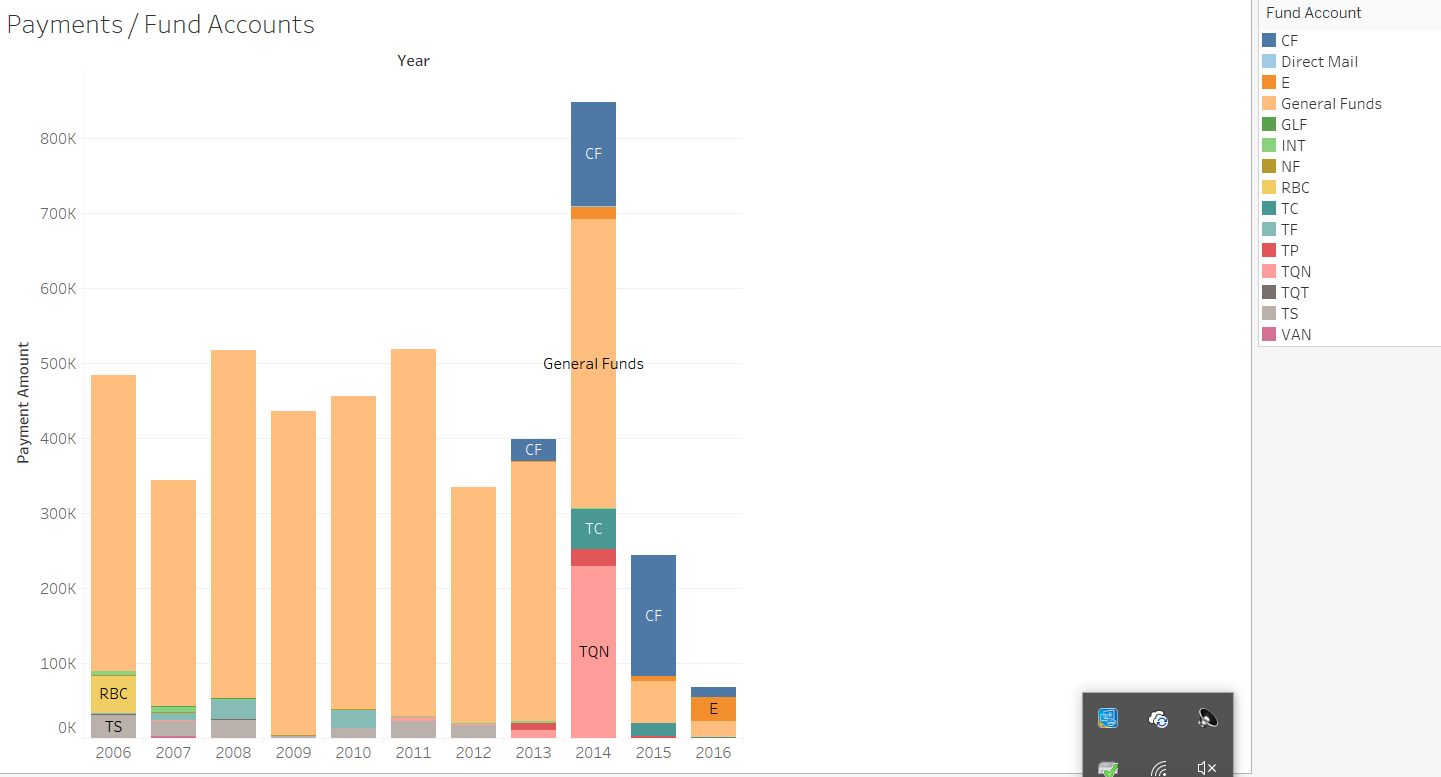 Payments / Fund Accounts
Year
Payment Amount
800K
700K
600K
500K
400K
300K
200K
100K
0K
CF
General Funds
CF
TC
CF
TQN
RBC
E
TS
2006 2007 2008 2009 2010 2011 2012 2013 2014 2015 2016
Fund Account
CF
Direct Mail
E
General Funds
GLF
INT
NF
RBC
TC
TF
TP
TQN
TQT
TS
VAN